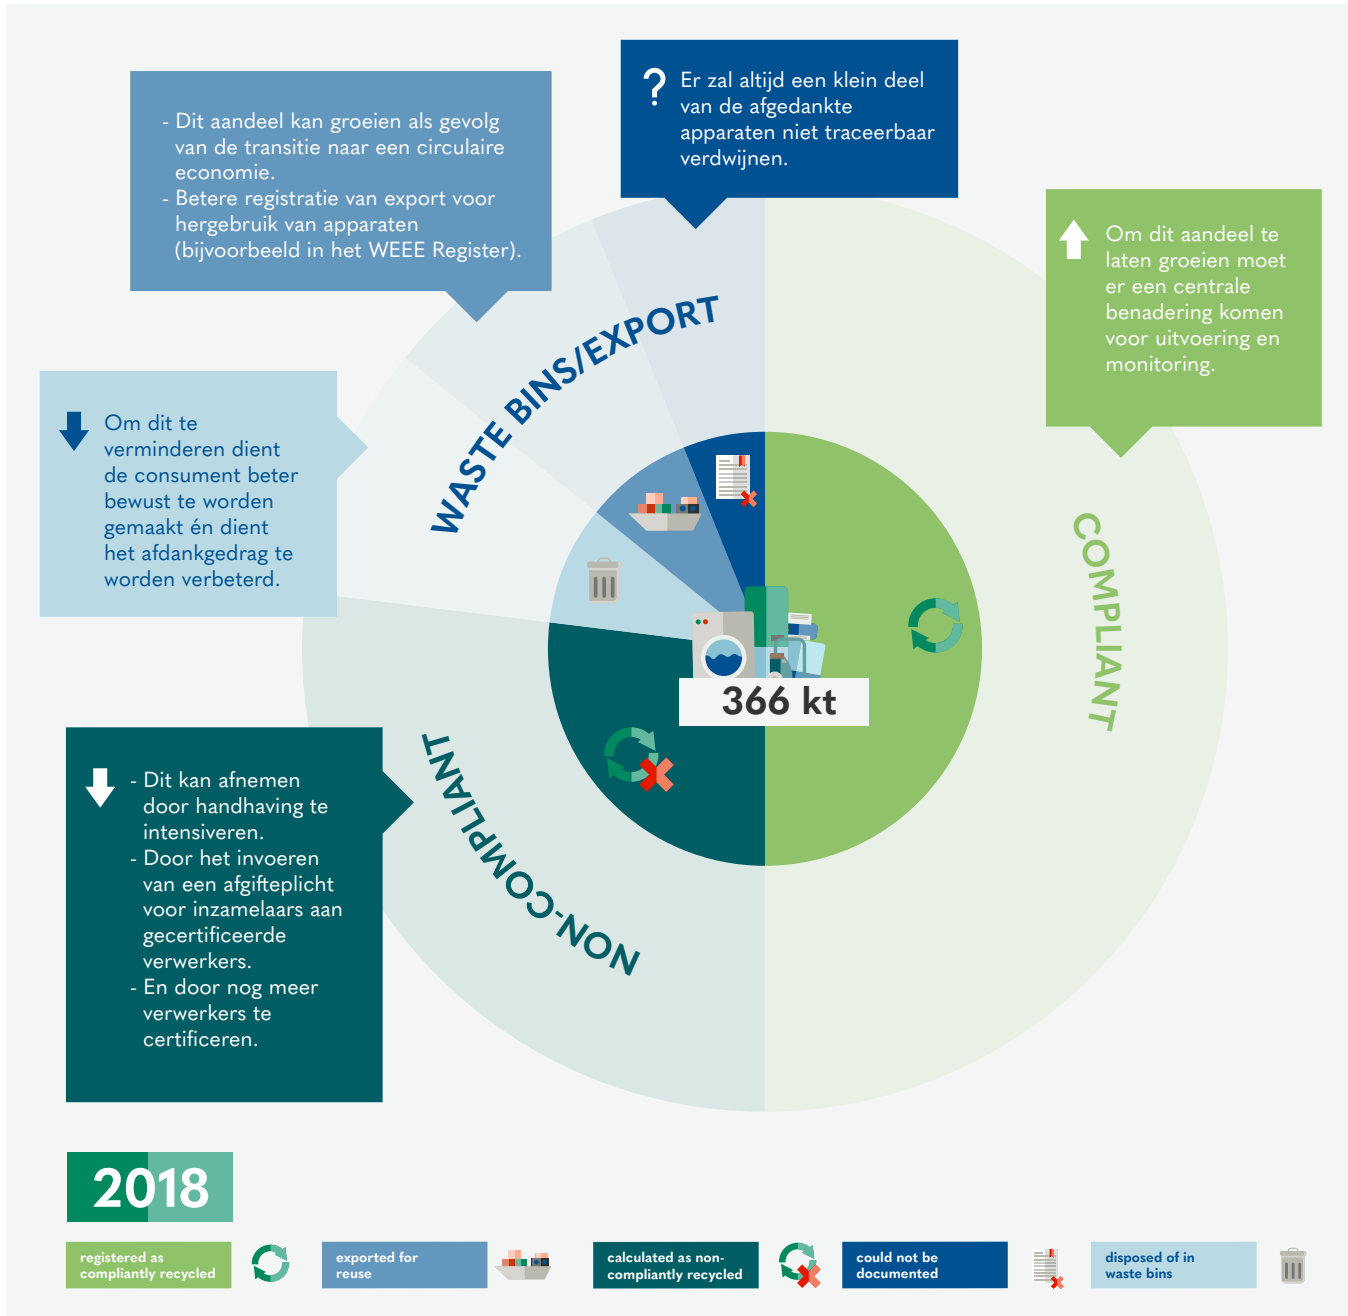 - Dit aandeel kan groeien als gevolg
van de transitie naar een circulaire
economie.
- Betere registratie van export voor
hergebruik van apparaten
(bijvoorbeeld in het WEEE Register).
?
Er zal altijd een klein deel
van de afgedankte
apparaten niet traceerbaar
verdwijnen.
Om dit aandeel te
laten groeien moet
er een centrale
benadering komen
voor uitvoering en
monitoring.
Om dit te
verminderen dient
de consument beter
bewust te worden
gemaakt én dient
het afdankgedrag te
worden verbeterd.
WASTE BINS/EXPORT
COMPLIANT
366 kt
NON-COMPLIANT
- Dit kan afnemen
door handhaving te
intensiveren.
- Door het invoeren
van een afgifteplicht
voor inzamelaars aan
gecertificeerde
verwerkers.
- En door nog meer
verwerkers te
certificeren.
2018
registered as
compliantly recycled
exported for
reuse
calculated as non-
compliantly recycled
could not be
documented
disposed of in
waste bins